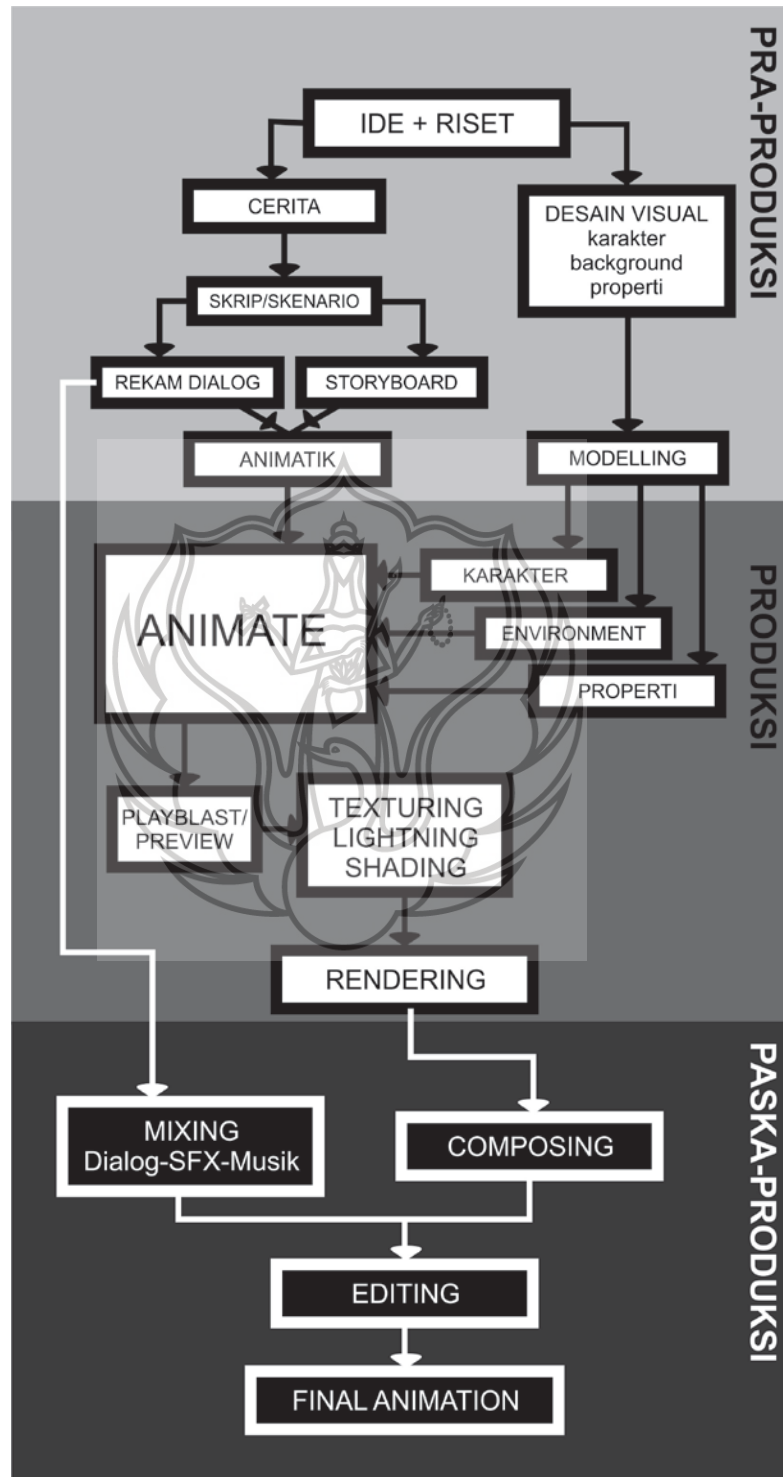 PRA-PRODUKSI
IDE + RISET
CERITA
DESAIN VISUAL
karakter
background
properti
SKRIP/SKENARIO
REKAM DIALOG
STORYBOARD
ANIMATIK
MODELLING
PRODUKSI
ANIMATE
KARAKTER
ENVIRONMENT
PROPERTI
PLAYBLAST/
PREVIEW
TEXTURING
LIGHTNING
SHADING
RENDERING
PASKA-PRODUKSI
MIXING
Dialog-SFX-Musik
COMPOSING
EDITING
FINAL ANIMATION